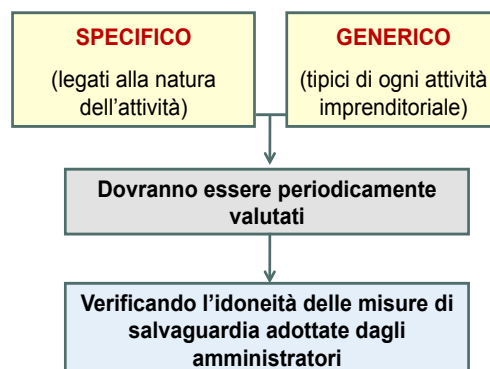 SPECIFICO
(legati alla natura
dell'attività)
GENERICO
(tipici di ogni attività
imprenditoriale)
Dovranno essere periodicamente
valutati
Verificando l'idoneità delle misure di
salvaguardia adottate dagli
amministratori